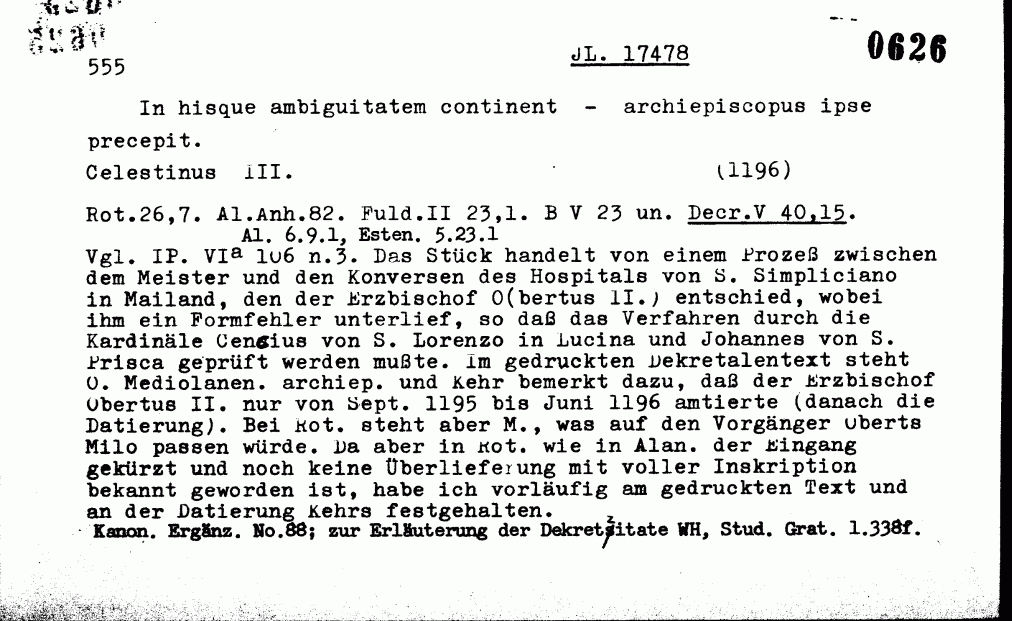 JL. 17478
0626
555
In hisque ambiguitatem continent - archiepiscopus ipse
precepit.
Celestinus III. (1196)
Rot.26,7. Al.Anh.82. Fuld.II 23,1. B V 23 un. Decr.V 40,15.
Al. 6.9.1, Esten. 5.23.1
Vgl. IP. VIa 106 n.3. Das Stück handelt von einem Prozeß zwischen
dem Meister und den Konversen des Hospitals von S. Simpliciano
in Mailand, den der Erzbischof O(bertus II.) entschied, wobei
ihm ein Formfehler unterlief, so daß das Verfahren durch die
Kardinäle Cencius von S. Lorenzo in Lucina und Johannes von S.
Prisca geprüft werden mußte. Im gedruckten Dekretalentext steht
O. Mediolanen. archiep. und Kehr bemerkt dazu, daß der Erzbischof
Obertus II. nur von Sept. 1195 bis Juni 1196 amtierte (danach die
Datierung). Bei Rot. steht aber M., was auf den Vorgänger Oberts
Milo passen würde. Da aber in Rot. wie in Alan. der Eingang
gekürzt und noch keine Überlieferung mit voller Inskription
bekannt geworden ist, habe ich vorläufig am gedruckten Text und
an der Datierung Kehrs festgehalten.
Kanon. Ergänz. No.88; zur Erläuterung der Dekretzitate WH, Stud. Grat. 1.338f.